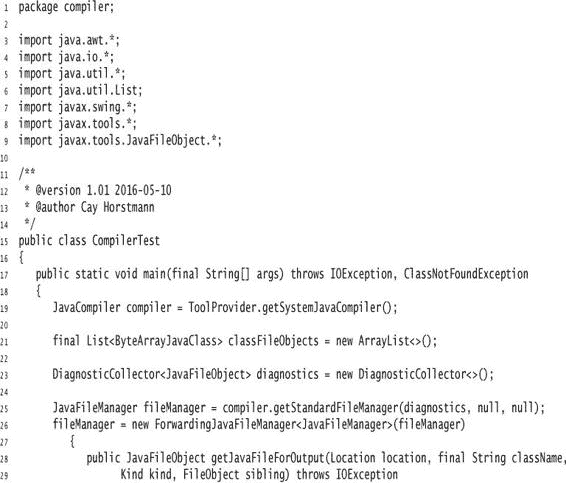 1 package compiler;
2
3 import java.awt.*;
4 import java.io.*;
5 import java.util.*;
6 import java.util.List;
7 import javax.swing.*;
8 import javax.tools.*;
9 import javax.tools.JavaFileObject.*;
10
11 /**
12  * @version 1.01 2016-05-10
13  * @author Cay Horstmann
14  */
15 public class CompilerTest
16 {
17    public static void main(final String[] args) throws IOException, ClassNotFoundException
18    {
19       JavaCompiler compiler = ToolProvider.getSystemJavaCompiler();
20
21       final List<ByteArrayJavaClass> classFileObjects = new ArrayList<>();
22
23       DiagnosticCollector<JavaFileObject> diagnostics = new DiagnosticCollector<>();
24
25       JavaFileManager fileManager = compiler.getStandardFileManager(diagnostics, null, null);
26       fileManager = new ForwardingJavaFileManager<JavaFileManager>(fileManager)
27          {
28             public JavaFileObject getJavaFileForOutput(Location location, final String className,
29                   Kind kind, FileObject sibling) throws IOException